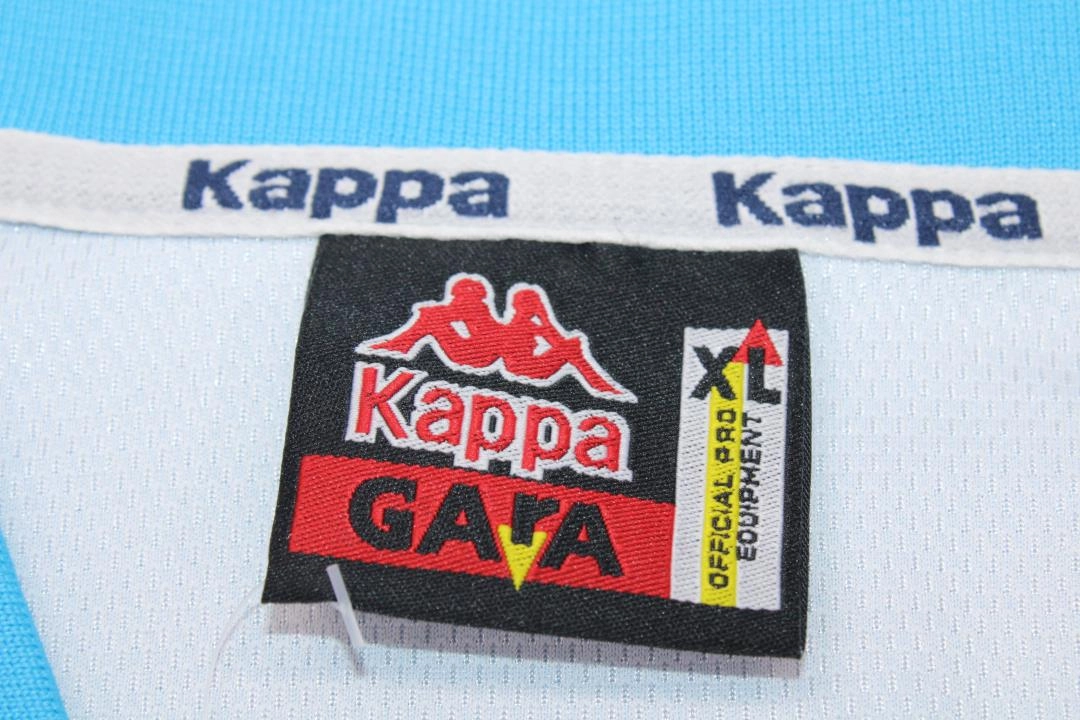 Kappa Kappa
Kappa
GArA
XL
OFFICIAL PRO
EQUIPMENT